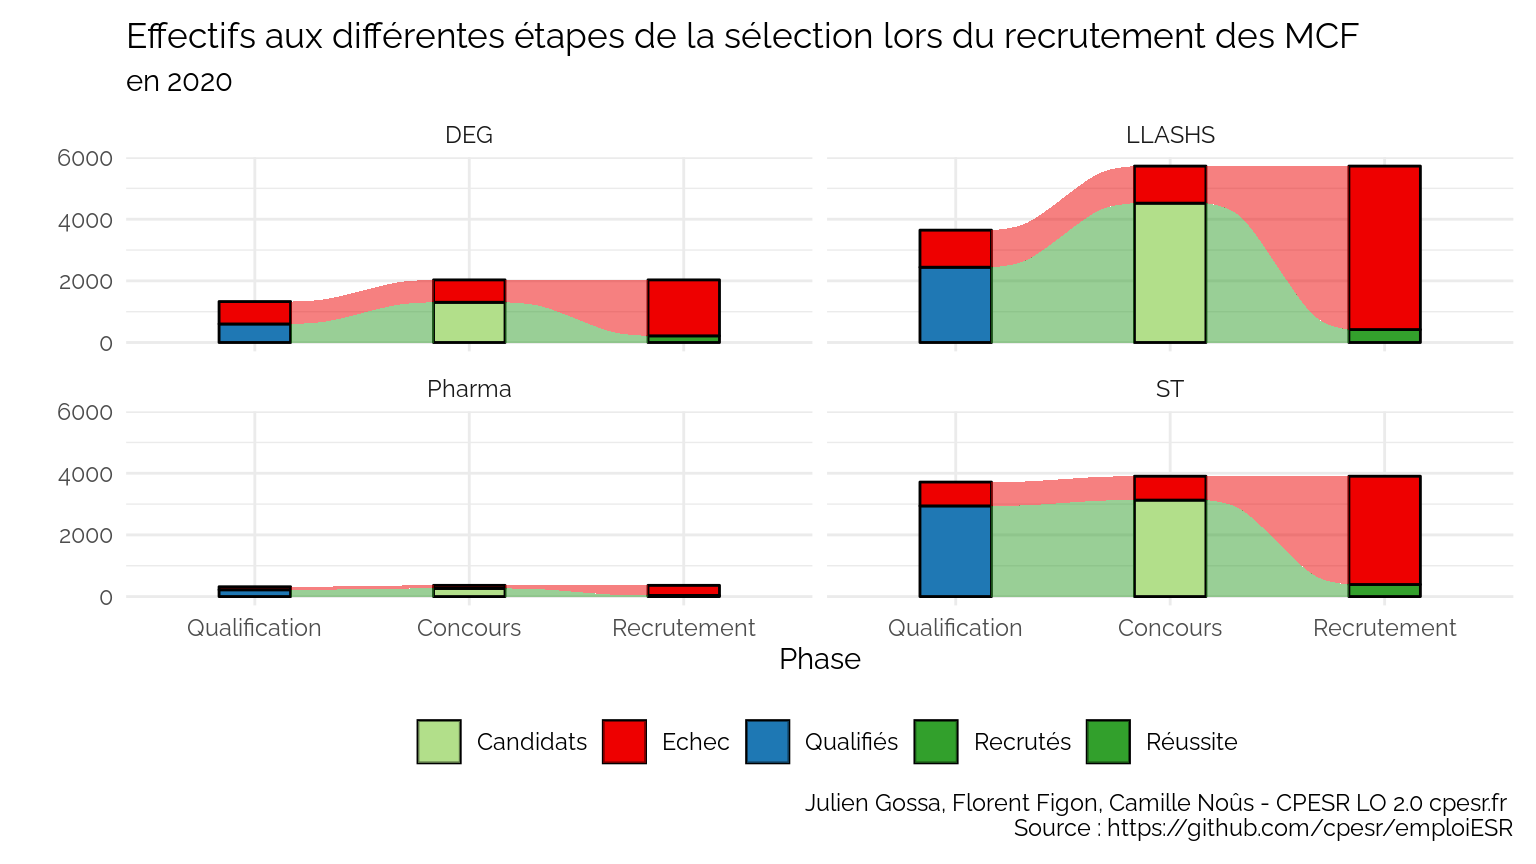 Effectifs aux différentes étapes de la sélection lors du recrutement des MCF
en 2020
DEG
LLASHS
6000
4000
2000
0
Pharma
ST
6000
4000
2000
0
Qualification
Concours
Recrutement
Qualification
Concours
Recrutement
Phase
Candidats
Echec
Qualifiés
Recrutés
Réussite
Julien Gossa, Florent Figon, Camille Noûs - CPESR LO 2.0 cpesr.fr
Source : https://github.com/cpesr/emploiESR